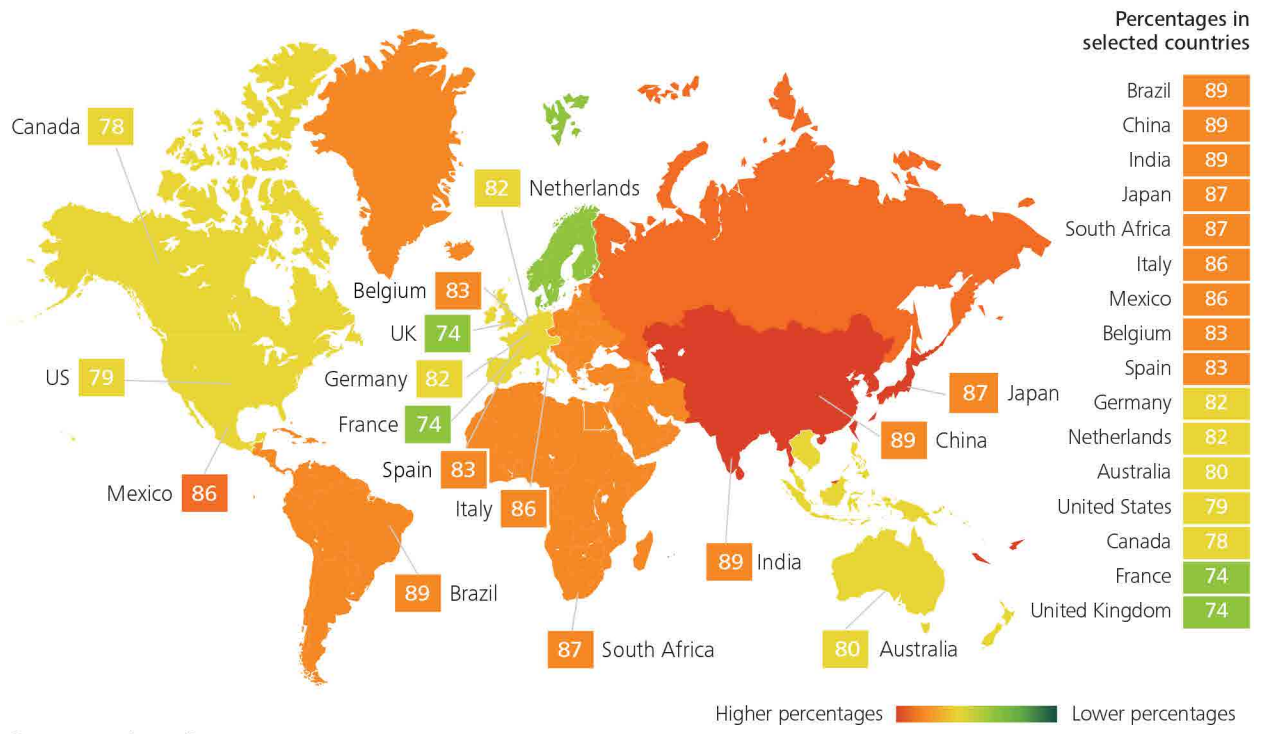 Percentages in
selected countries
Brazil 89
China 89
India 89
Japan 87
South Africa 87
Italy 86
Mexico 86
Belgium 83
Spain 83
Germany 82
Netherlands 82
Australia 80
United States 79
Canada 78
France 74
United Kingdom 74
Canada 78
82 Netherlands
Belgium 83
UK 74
US 79
Germany 82
87 Japan
France 74
89 China
Spain 83
Mexico 86
Italy 86
89 India
89 Brazil
87 South Africa
80 Australia
Higher percentages Lower percentages